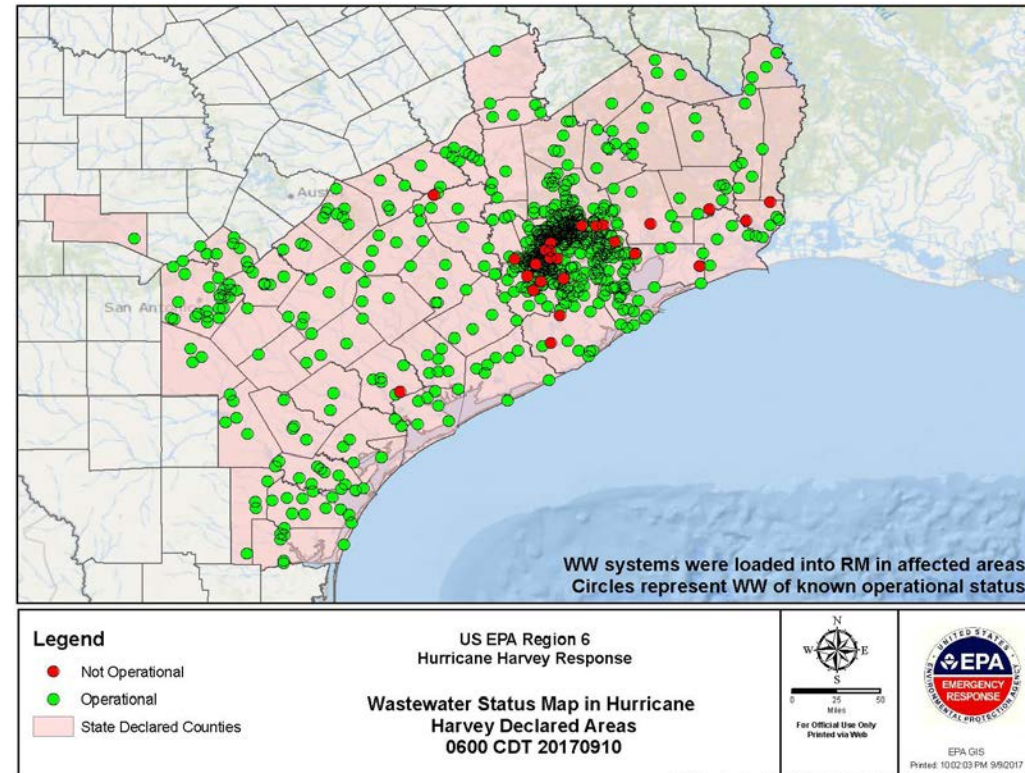 Aust
San Anton
WW systems were loaded into RM in affected areas
Circles represent WW of known operational status
Legend
Not Operational
Operational
State Declared Counties
US EPA Region 6
Hurricane Harvey Response
Wastewater Status Map in Hurricane
Harvey Declared Areas
0600 CDT 20170910
N
W E
S
0 25 50
Miles
For Official Use Only
Printed via Web
UNITED STATES
EPA
EMERGENCY
RESPONSE
ENVIRONMENTAL PROTECTION AGENCY
EPA GIS
Printed: 10:02:03 PM 9/9/2017